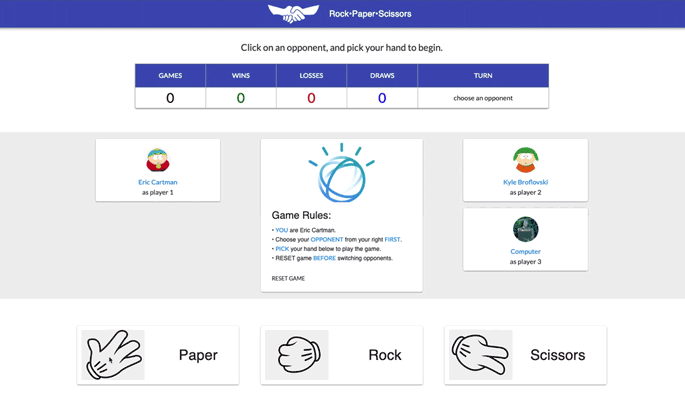 Rock•Paper•Scissors
Click on an opponent, and pick your hand to begin.
GAMES WINS LOSSES DRAWS TURN
0 0 0 0 choose an opponent
Eric Cartman
as player 1
Game Rules:
• YOU are Eric Cartman.
• Choose your OPPONENT from your right FIRST.
• PICK your hand below to play the game.
• RESET game BEFORE switching opponents.
RESET GAME
Kyle Broflovski
as player 2
Computer
as player 3
Paper Rock Scissors